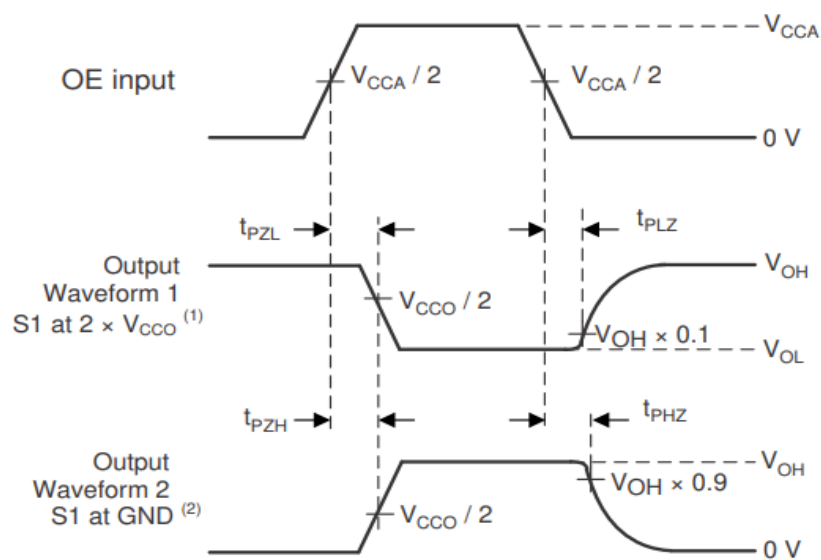 V_CCA
OE input
V_CCA / 2
V_CCA / 2
0 V
t_PZL
t_PLZ
Output
Waveform 1
S1 at 2 × V_CCO (1)
V_OH
V_CCO / 2
V_OH × 0.1
V_OL
t_PZH
t_PHZ
Output
Waveform 2
S1 at GND (2)
V_OH
V_OH × 0.9
V_CCO / 2
0 V